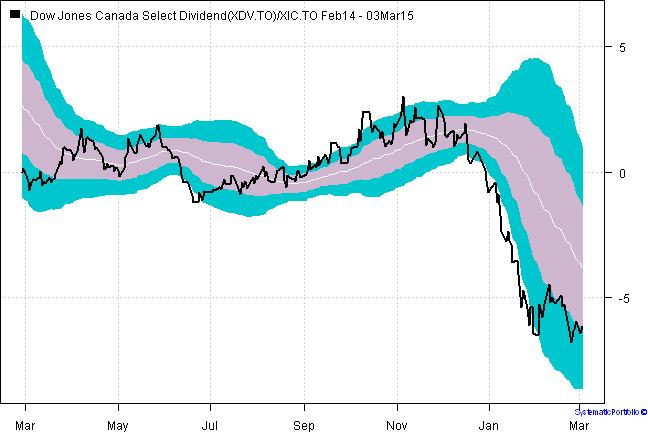 Dow Jones Canada Select Dividend(XDV.TO)/XIC.TO Feb14 - 03Mar15
5
0
-5
SystematicPortfolio ©
Mar May Jul Sep Nov Jan Mar